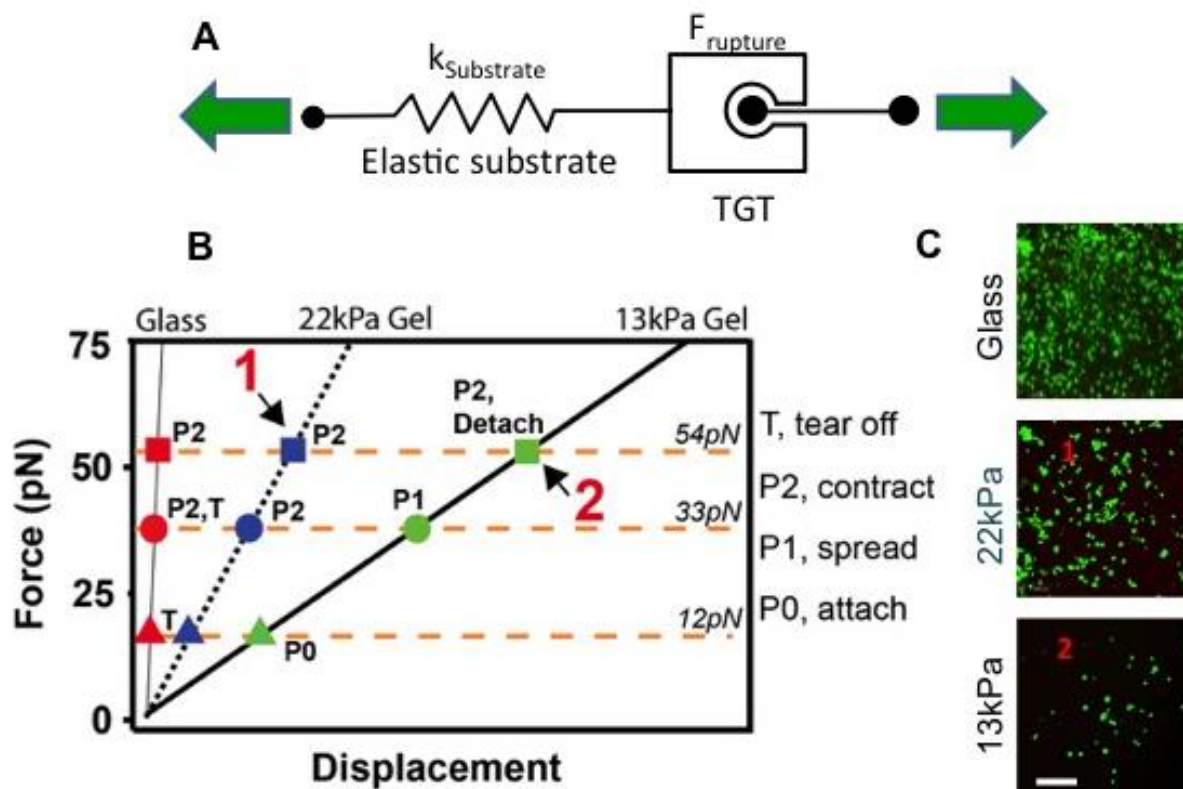 A
kSubstrate
Elastic substrate
Frupture
TGT
B
Glass
22kPa Gel
13kPa Gel
Force (pN)
75
50
25
0
1
P2
P2
P2,
Detach
54pN
P2,T
P2
P1
2
33pN
T
P0
12pN
Displacement
T, tear off
P2, contract
P1, spread
P0, attach
C
Glass
22kPa
1
13kPa
2